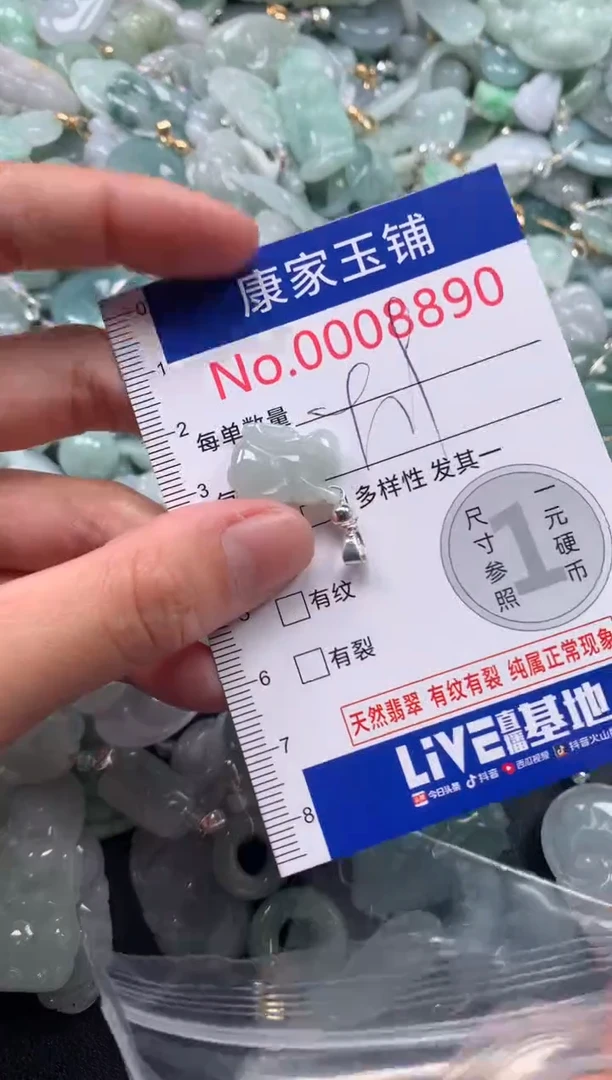 康家玉铺
No.0008890
0
1
2
3
每单数量
每
多样性 发其一
尺寸参照
1
一元硬币
5
□有纹
6
□有裂
天然翡翠 有纹有裂 纯属正常现象
7
LiVE直播基地
今日头条 抖音 西瓜视频 抖音火山
8